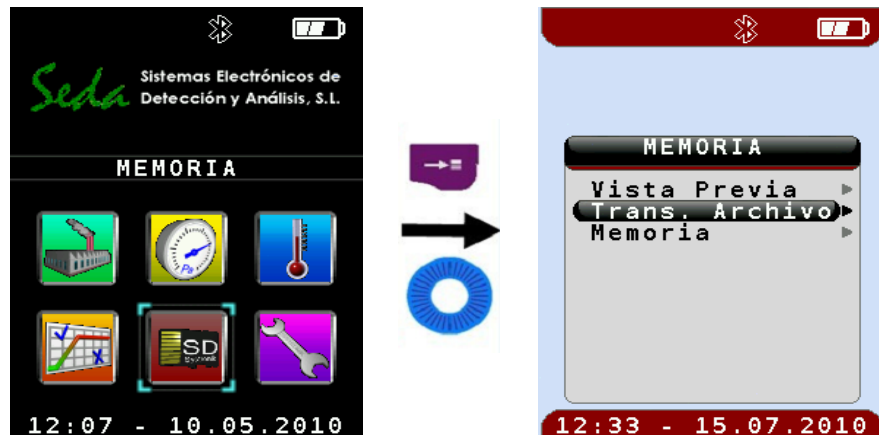 Seda
Sistemas Electrónicos de
Detección y Análisis, S.L.
MEMORIA
Pa
SD
12:07 - 10.05.2010
MEMORIA
Vista Previa
Trans. Archivo
Memoria
12:33 - 15.07.2010